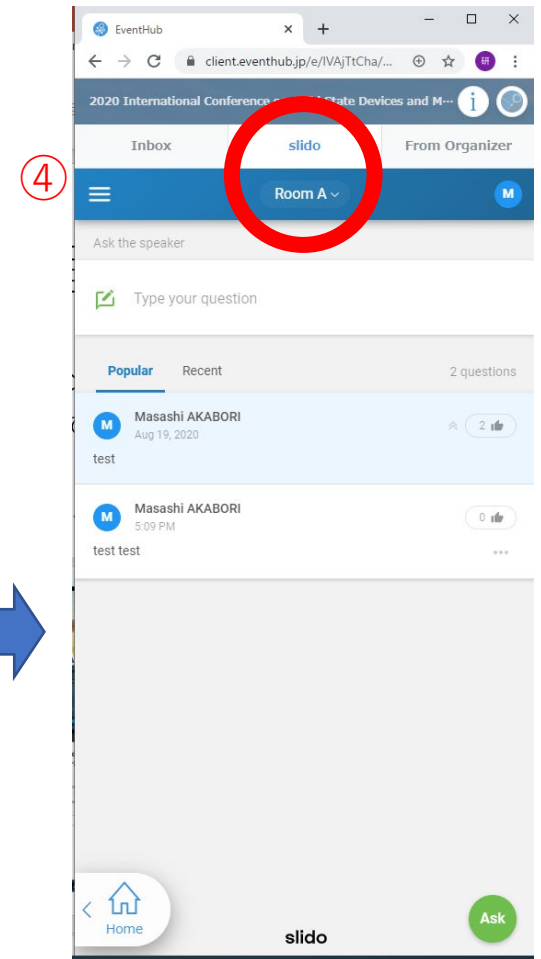 EventHub
client.eventhub.jp/e/IVAjTtCha/...
研
2020 International Conference State Devices and M...
i
Inbox
slido
From Organizer
④
Room A
M
Ask the speaker
Type your question
Popular
Recent
2 questions
M
Masashi AKABORI
Aug 19, 2020
2
test
M
Masashi AKABORI
5:09 PM
0
test test
Home
slido
Ask